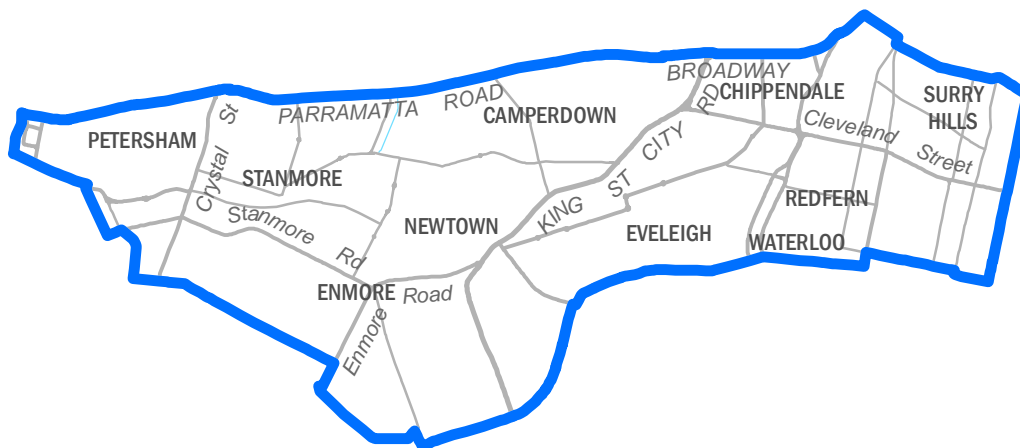 BROADWAY
PARRAMATTA ROAD
CHIPPENDALE
SURRY
HILLS
CAMPERDOWN
PETERSHAM
Crystal St
CITY RD
Cleveland Street
STANMORE
KING ST
REDFERN
Stanmore Rd
NEWTOWN
EVELEIGH
WATERLOO
ENMORE
Enmore Road